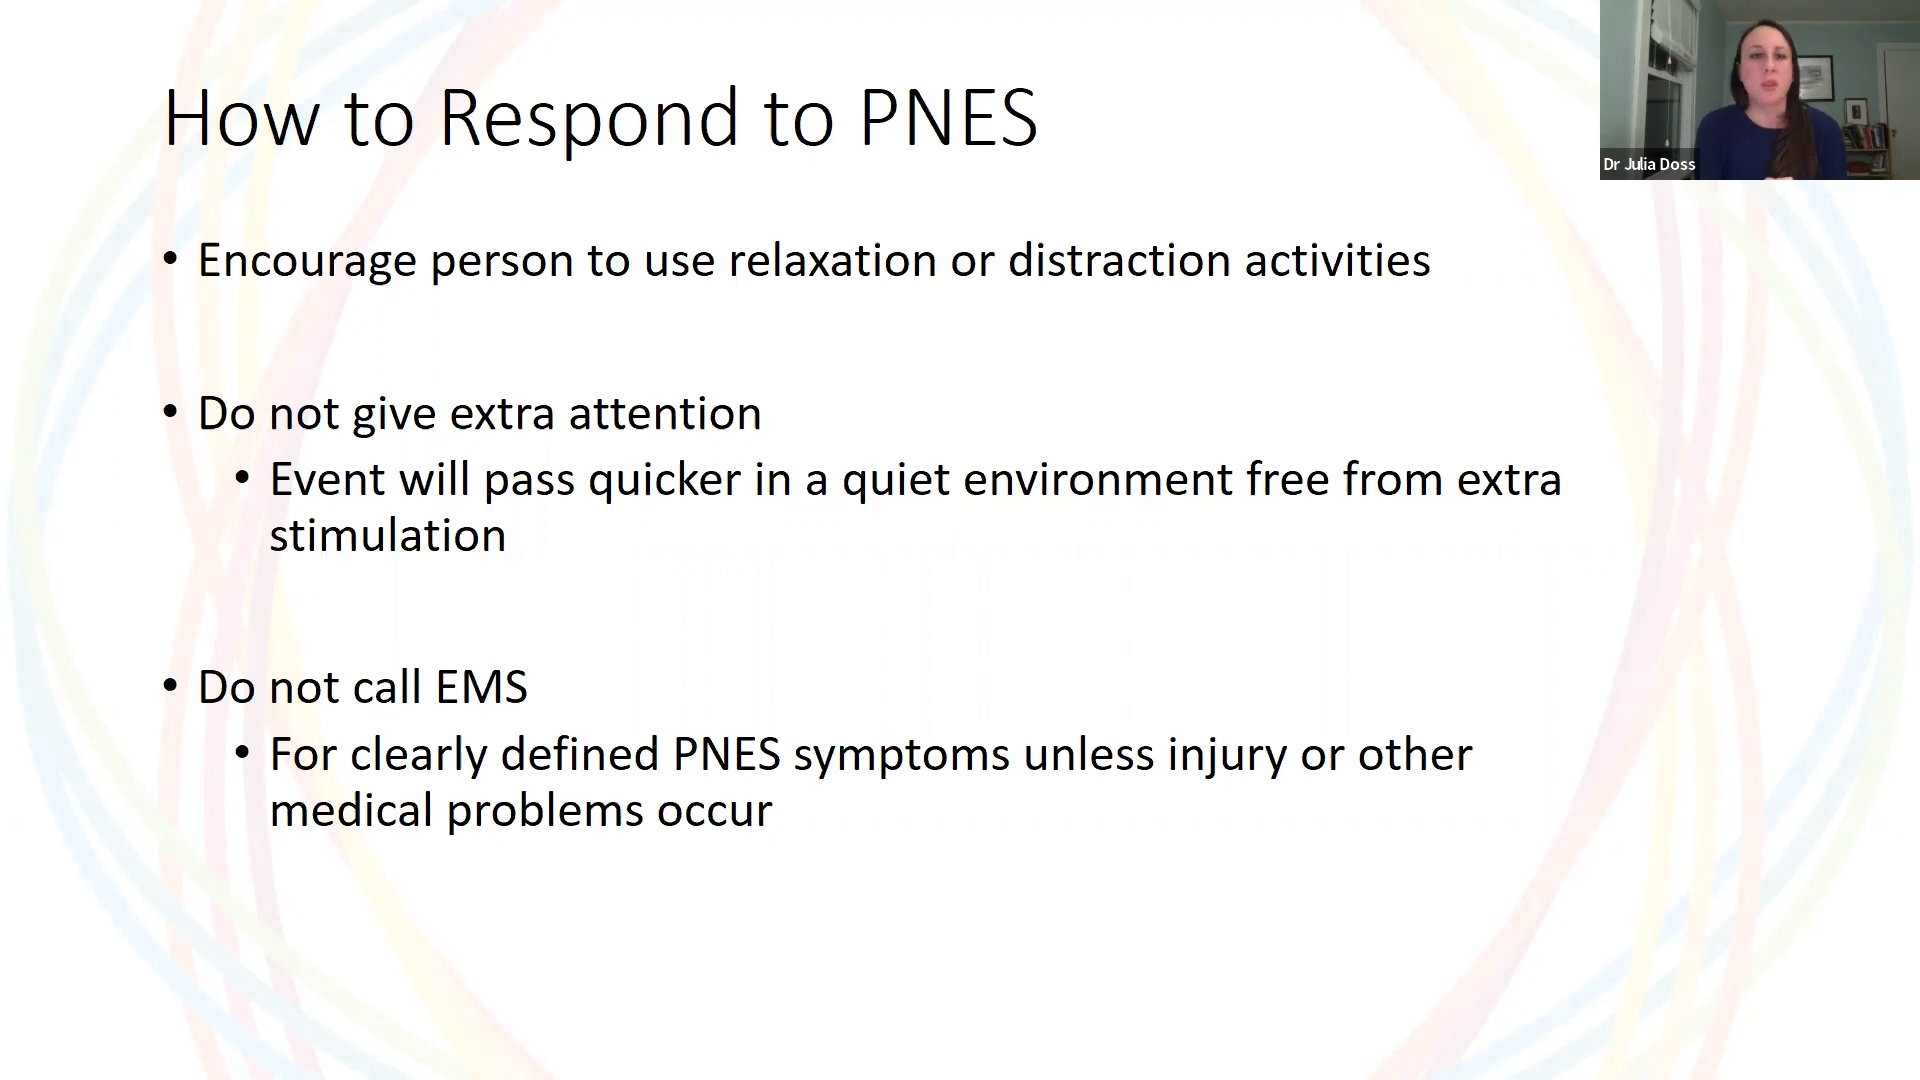 How to Respond to PNES
Dr Julia Doss
• Encourage person to use relaxation or distraction activities
• Do not give extra attention
• Event will pass quicker in a quiet environment free from extra
stimulation
• Do not call EMS
• For clearly defined PNES symptoms unless injury or other
medical problems occur